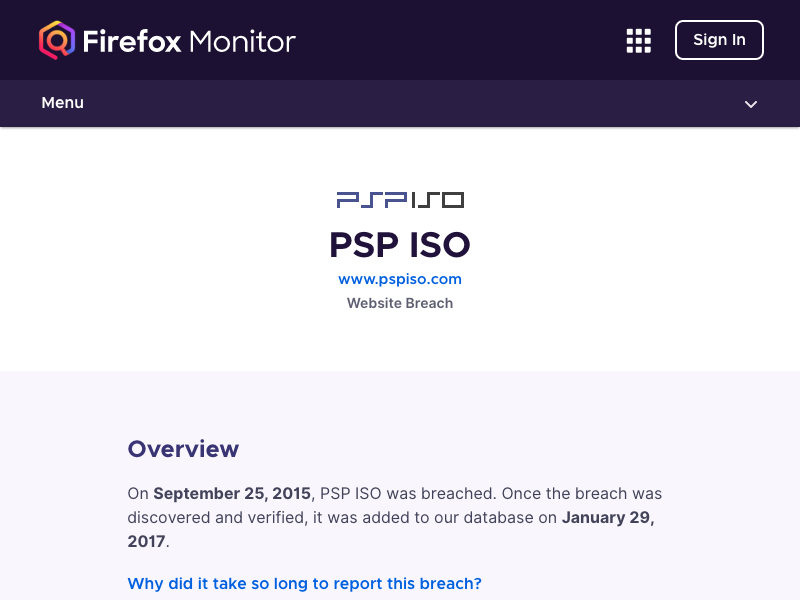 Firefox Monitor
Sign In
Menu
PSPISO
PSP ISO
www.pspiso.com
Website Breach
Overview
On September 25, 2015, PSP ISO was breached. Once the breach was
discovered and verified, it was added to our database on January 29,
2017.
Why did it take so long to report this breach?